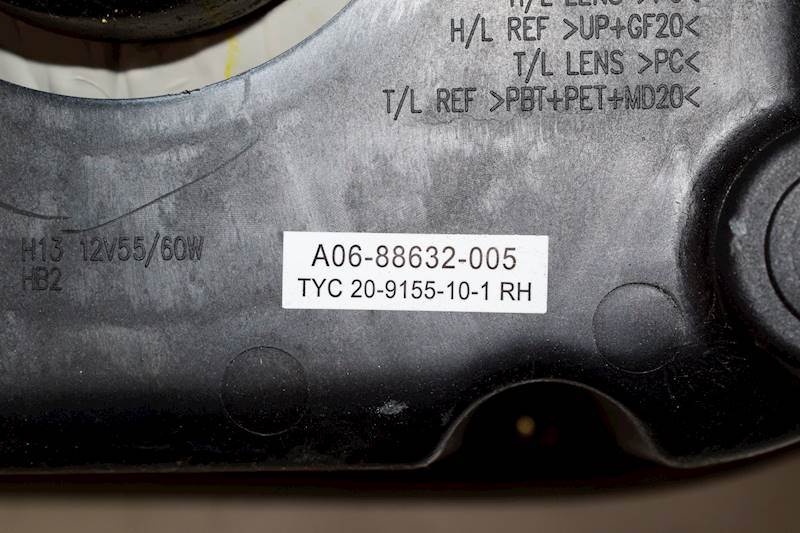 H/L REF >UP+GF20<
T/L LENS >PC<
T/L REF >PBT+PET+MD20<
H13 12V55/60W
HB2
A06-88632-005
TYC 20-9155-10-1 RH